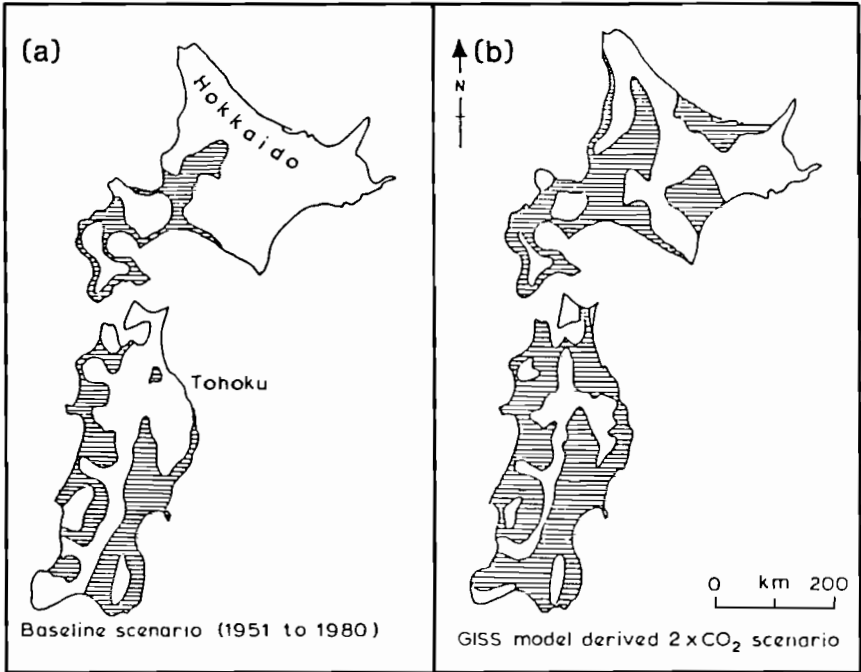 (a)
Hokkaido
Tohoku
Baseline scenario (1951 to 1980)
N
(b)
0 km 200
GISS model derived 2 x CO₂ scenario